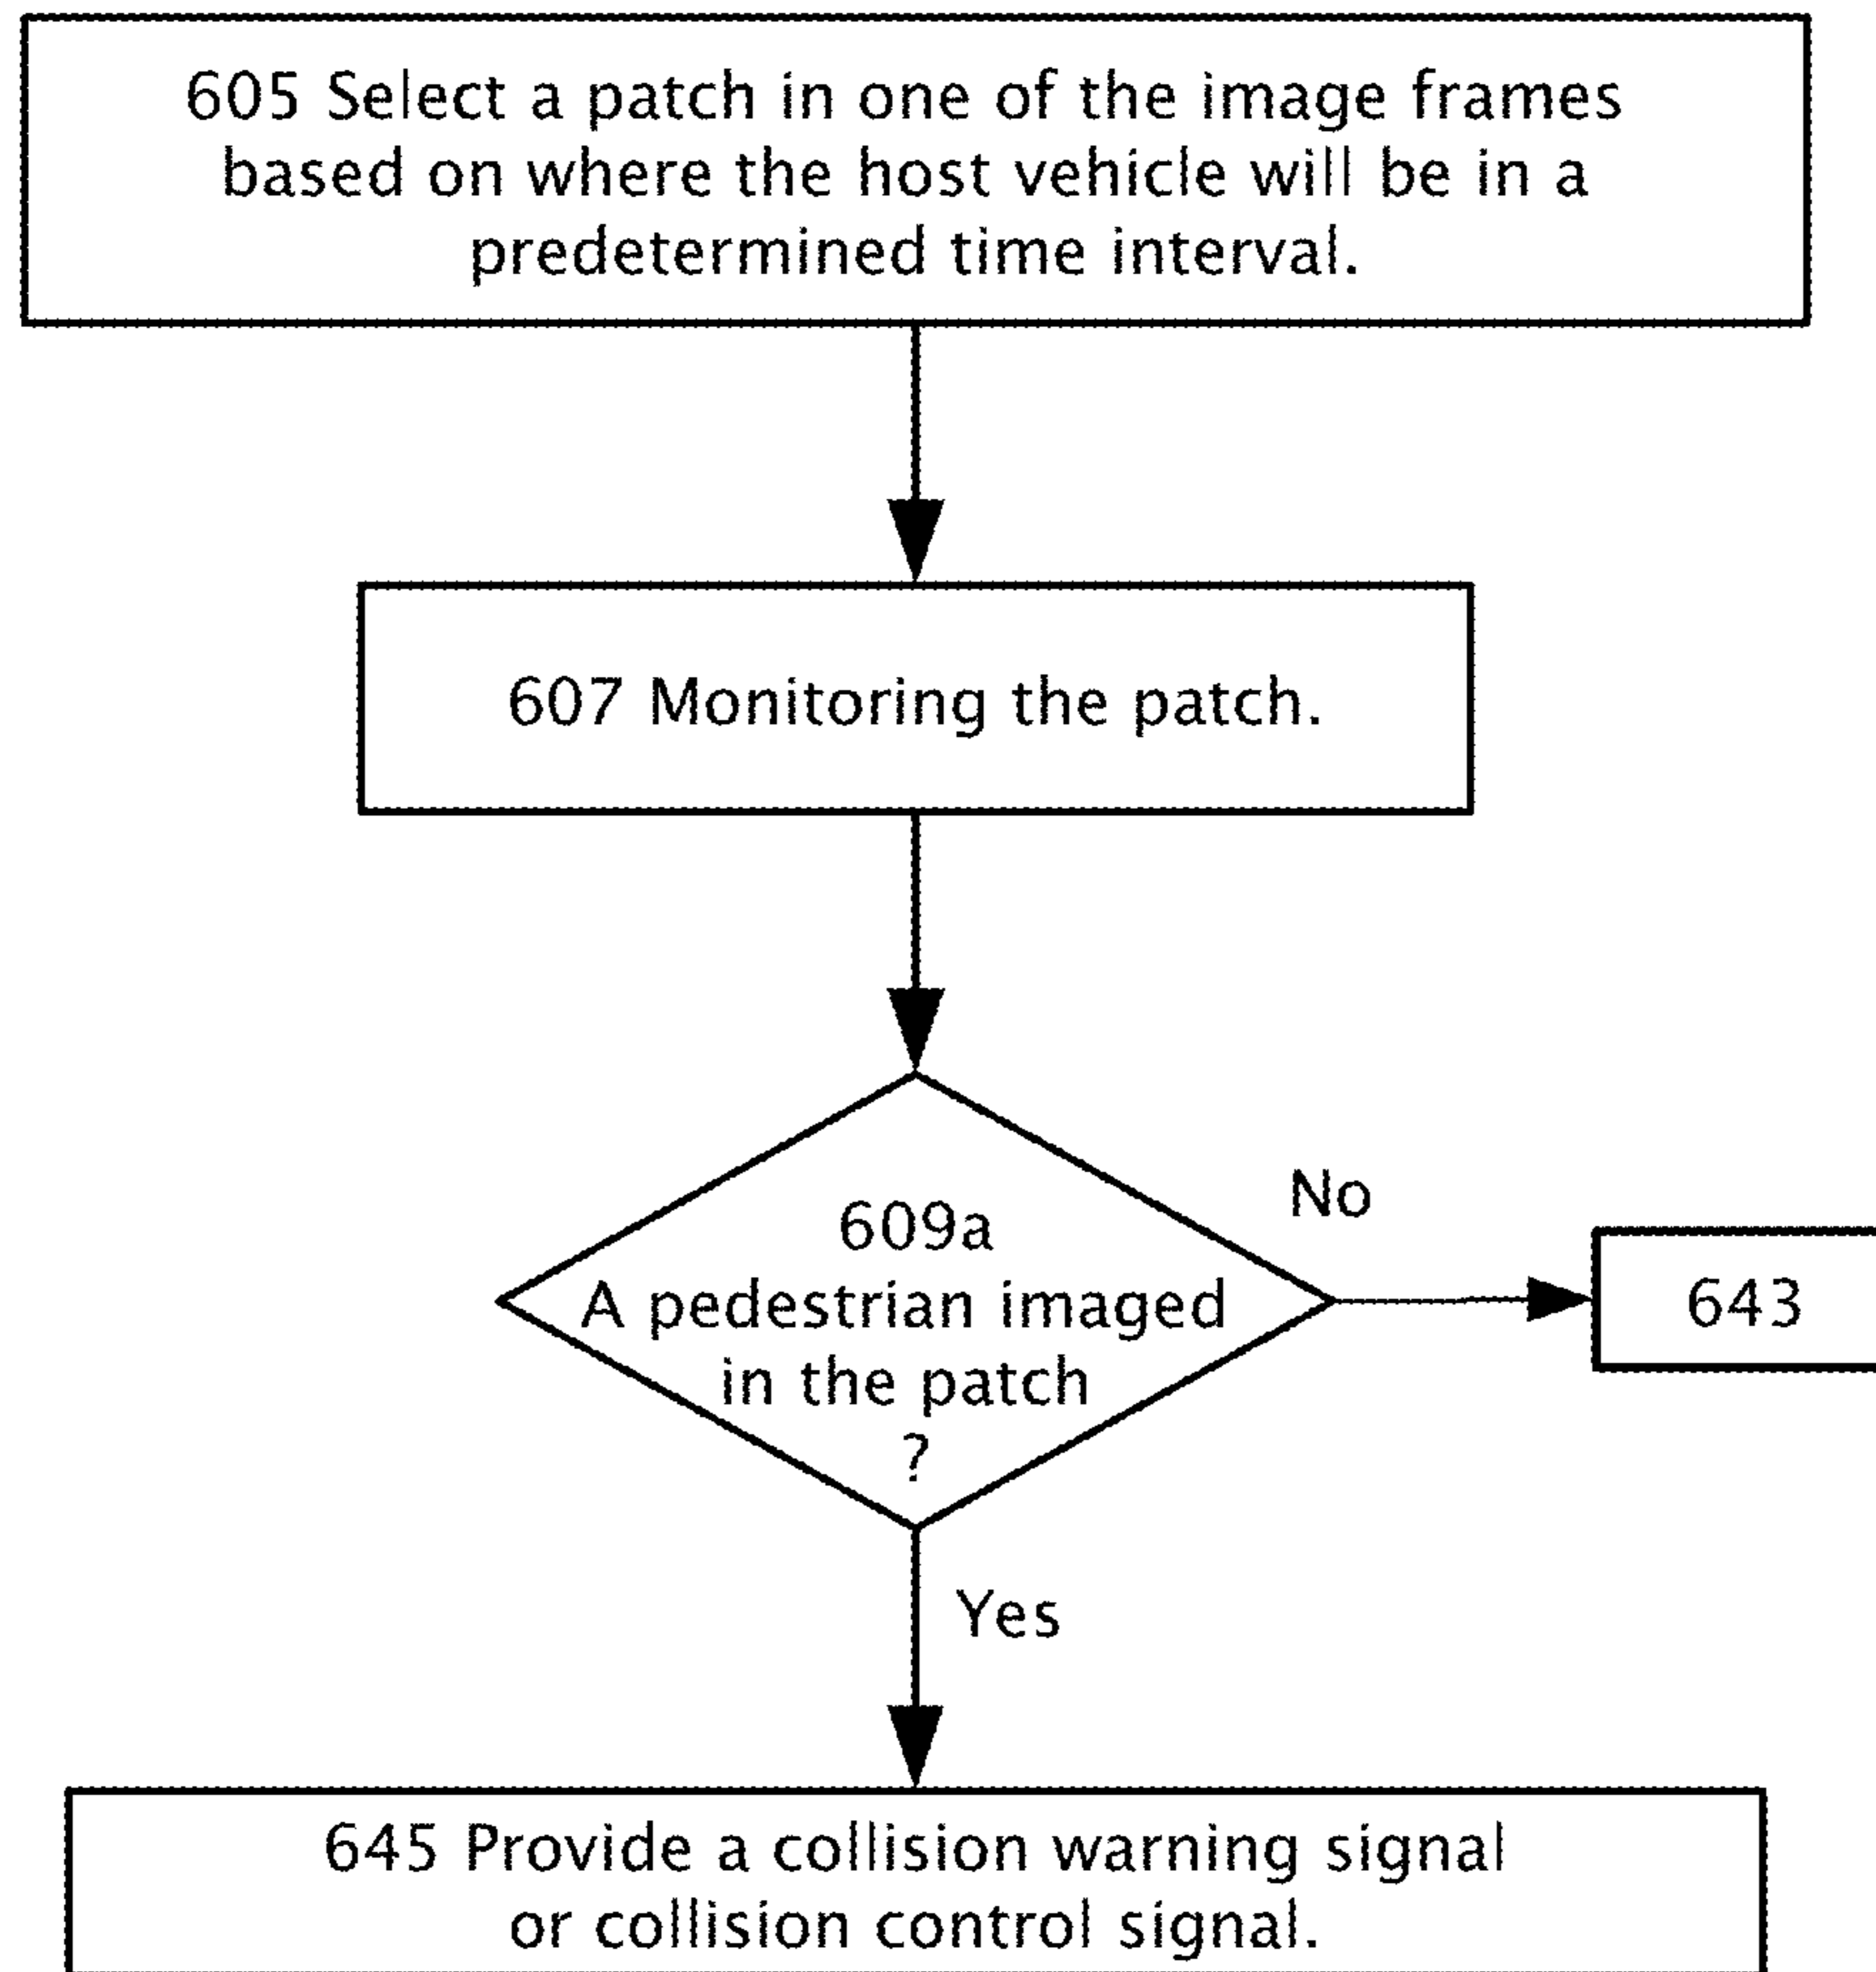 605 Select a patch in one of the image frames
based on where the host vehicle will be in a
predetermined time interval.
607 Monitoring the patch.
609a
A pedestrian imaged
in the patch
?
No
643
Yes
645 Provide a collision warning signal
or collision control signal.